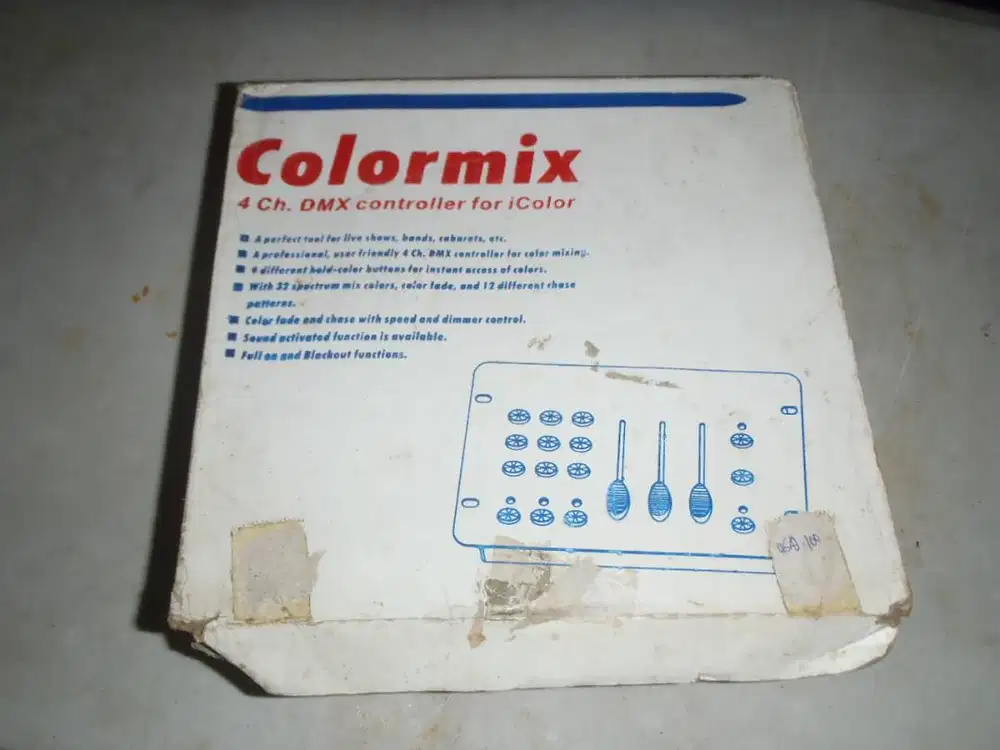 Colormix
4 Ch. DMX controller for iColor
A perfect tool for live shows, bands, cabarets, etc.
A professional, user friendly 4 Ch. DMX controller for color mixing.
9 different hold-color buttons for instant access of colors.
With 32 spectrum mix colors, color fade, and 12 different chase
patterns.
Color fade and chase with speed and dimmer control.
Sound activated function is available.
Full on and Blackout functions.